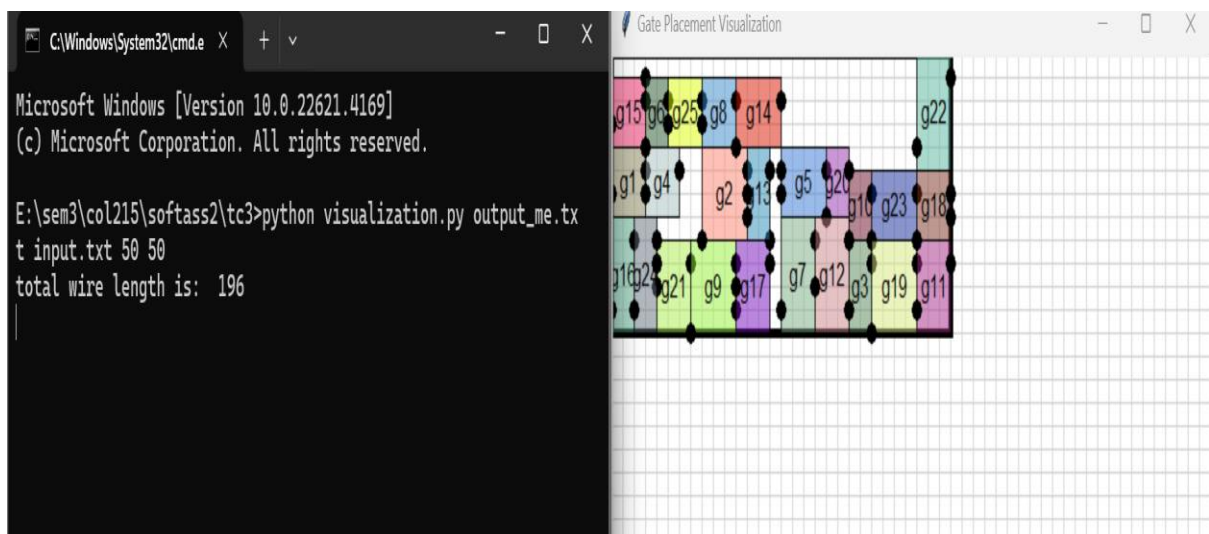 C:\Windows\System32\cmd.e
Microsoft Windows [Version 10.0.22621.4169]
(c) Microsoft Corporation. All rights reserved.
E:\sem3\col215\softass2\tc3>python visualization.py output_me.tx
t input.txt 50 50
total wire length is:  196
Gate Placement Visualization
g15 g6 g25 g8 g14 g22
g1 g4 g2 g13 g5 g20 g10 g23 g18
g16 g24 g21 g9 g17 g7 g12 g3 g19 g11